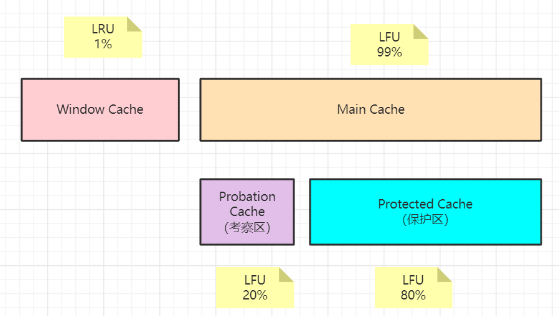 LRU
1%
LFU
99%
Window Cache
Main Cache
Probation
Cache
(考察区)
Protected Cache
(保护区)
LFU
20%
LFU
80%